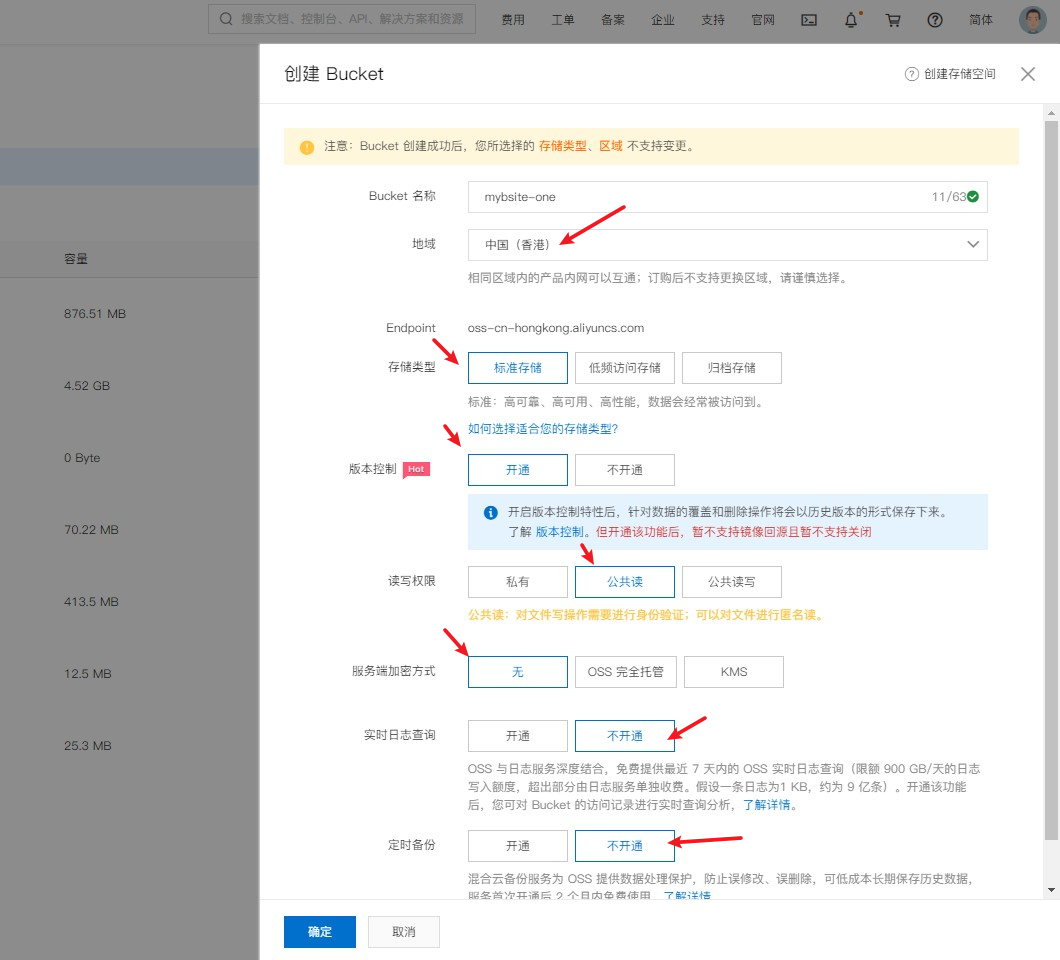 搜索文档、控制台、API、解决方案和资源
费用 工单 备案 企业 支持 官网 简体
创建 Bucket
创建存储空间
注意：Bucket 创建成功后，您所选择的 存储类型、区域 不支持变更。
Bucket 名称
mybsite-one
11/63
地域
中国（香港）
相同区域内的产品内网可以互通；订购后不支持更换区域，请谨慎选择。
Endpoint
oss-cn-hongkong.aliyuncs.com
存储类型
标准存储 低频访问存储 归档存储
标准：高可靠、高可用、高性能，数据会经常被访问到。
如何选择适合您的存储类型?
版本控制 Hot
开通 不开通
开启版本控制特性后，针对数据的覆盖和删除操作将会以历史版本的形式保存下来。
了解 版本控制。但开通该功能后，暂不支持镜像回源且暂不支持关闭
读写权限
私有 公共读 公共读写
公共读：对文件写操作需要进行身份验证；可以对文件进行匿名读。
服务端加密方式
无 OSS 完全托管 KMS
实时日志查询
开通 不开通
OSS 与日志服务深度结合，免费提供最近 7 天内的 OSS 实时日志查询（限额 900 GB/天的日志
写入额度，超出部分由日志服务单独收费。假设一条日志为1 KB，约为 9 亿条）。开通该功能
后，您可对 Bucket 的访问记录进行实时查询分析，了解详情。
定时备份
开通 不开通
混合云备份服务为 OSS 提供数据处理保护，防止误修改、误删除，可低成本长期保存历史数据，
服务首次开通后 2 个月内免费使用，了解详情
确定 取消
容量
876.51 MB
4.52 GB
0 Byte
70.22 MB
413.5 MB
12.5 MB
25.3 MB